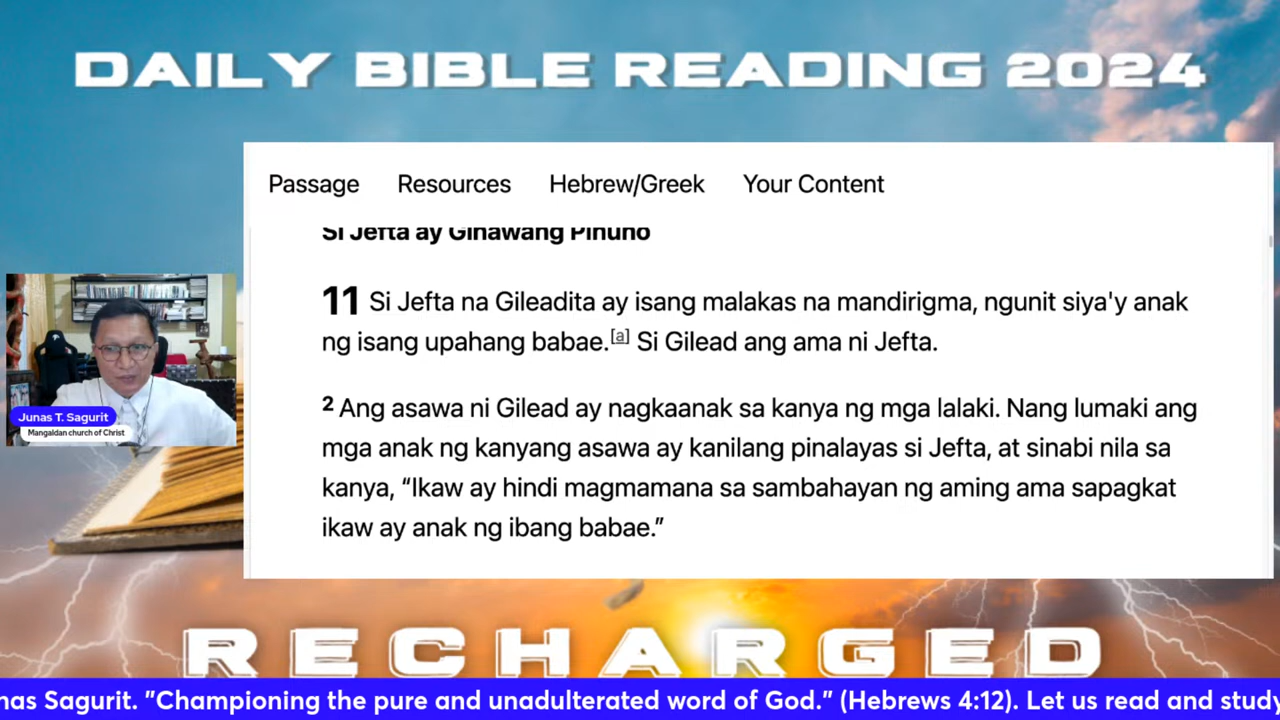 DAILY BIBLE READING 2024
Passage Resources Hebrew/Greek Your Content
Si Jefta ay Ginawang Pinuno
11 Si Jefta na Gileadita ay isang malakas na mandirigma, ngunit siya'y anak
ng isang upahang babae.[a] Si Gilead ang ama ni Jefta.
2 Ang asawa ni Gilead ay nagkaanak sa kanya ng mga lalaki. Nang lumaki ang
mga anak ng kanyang asawa ay kanilang pinalayas si Jefta, at sinabi nila sa
kanya, “Ikaw ay hindi magmamana sa sambahayan ng aming ama sapagkat
ikaw ay anak ng ibang babae.”
Junas T. Sagurit
Mangaldan church of Christ
RECHARGED
nas Sagurit. "Championing the pure and unadulterated word of God." (Hebrews 4:12). Let us read and study